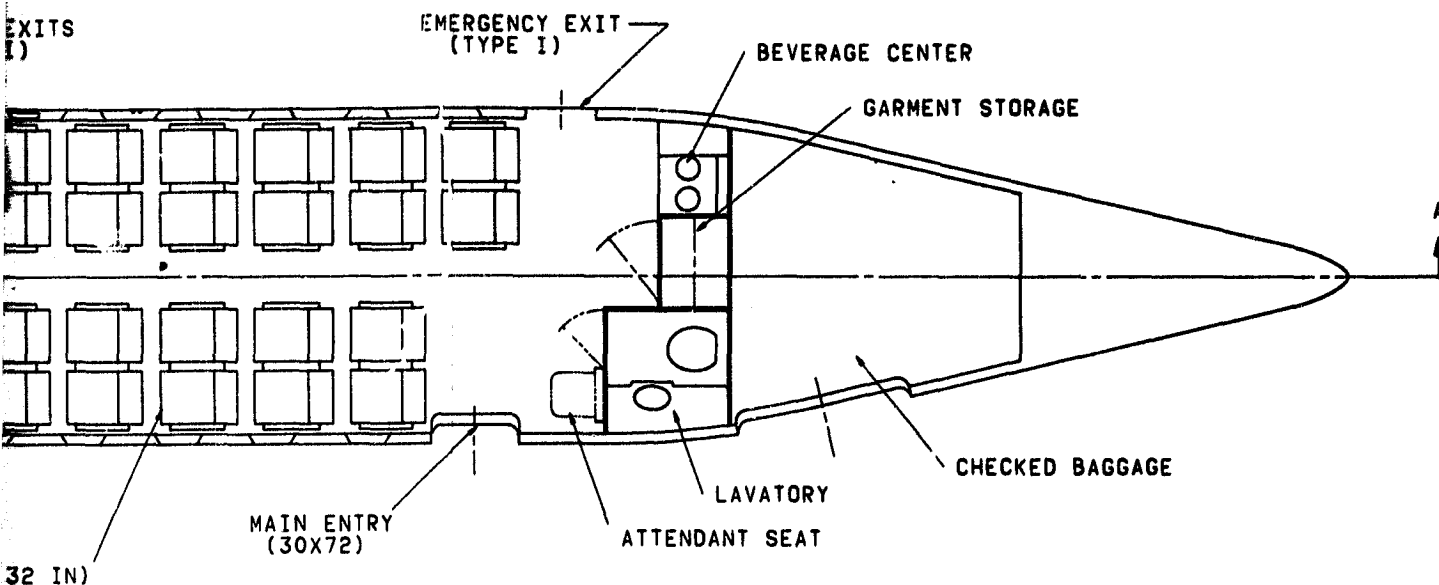 EXITS
I)
EMERGENCY EXIT
(TYPE I)
BEVERAGE CENTER
GARMENT STORAGE
CHECKED BAGGAGE
LAVATORY
MAIN ENTRY
(30X72)
ATTENDANT SEAT
32 IN)